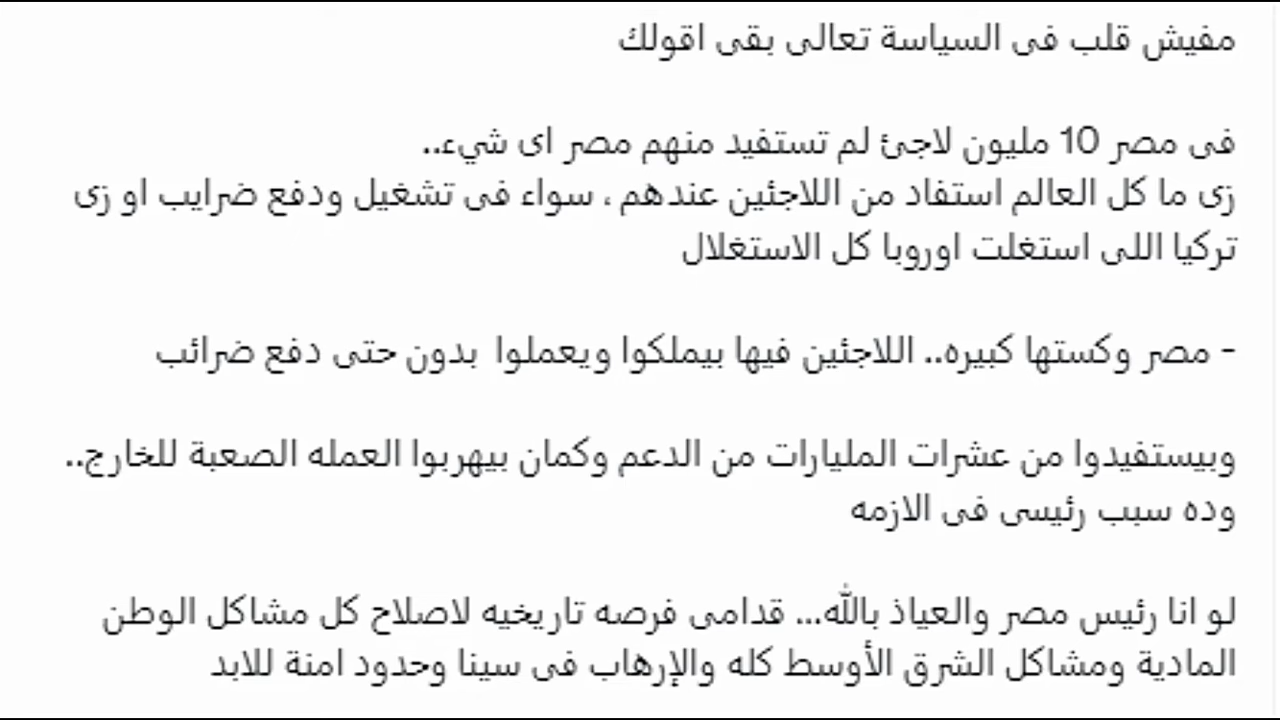 مفيش قلب فى السياسة تعالى بقى اقولك
فى مصر 10 مليون لاجئ لم تستفيد منهم مصر اى شيء..
زى ما كل العالم استفاد من اللاجئين عندهم ، سواء فى تشغيل ودفع ضرايب او زى
تركيا اللى استغلت اوروبا كل الاستغلال
- مصر وكستها كبيره.. اللاجئين فيها بيملكوا ويعملوا بدون حتى دفع ضرائب
وبيستفيدوا من عشرات المليارات من الدعم وكمان بيهربوا العمله الصعبة للخارج..
وده سبب رئيسى فى الازمه
لو انا رئيس مصر والعياذ بالله... قدامى فرصه تاريخيه لاصلاح كل مشاكل الوطن
المادية ومشاكل الشرق الأوسط كله والإرهاب فى سينا وحدود امنة للابد